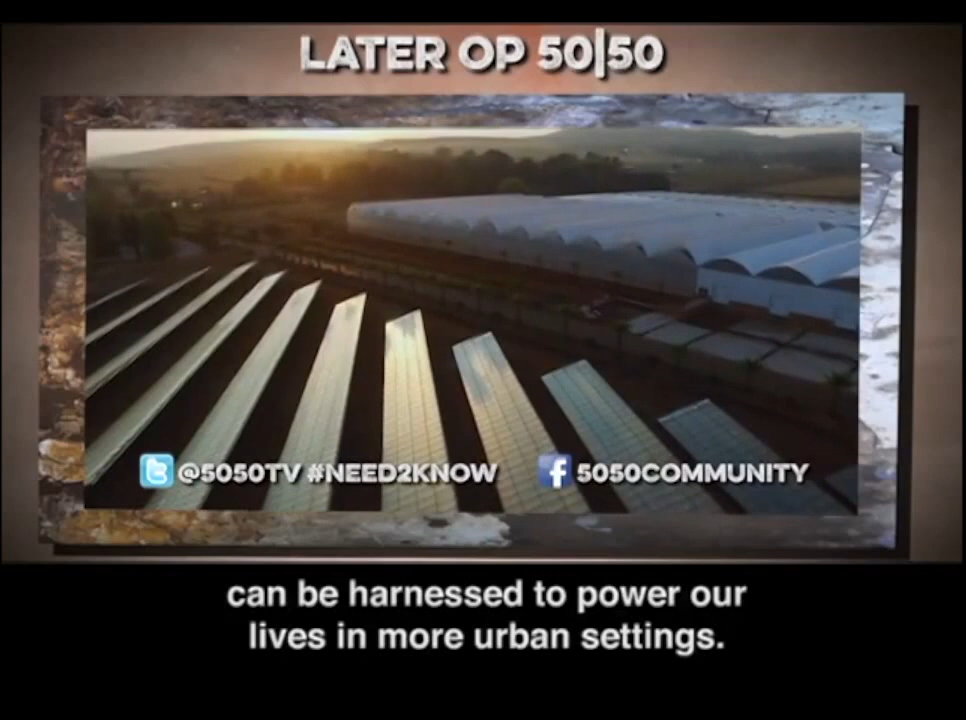 LATER OP 50|50
@5050TV #NEED2KNOW
5050COMMUNITY
can be harnessed to power our
lives in more urban settings.